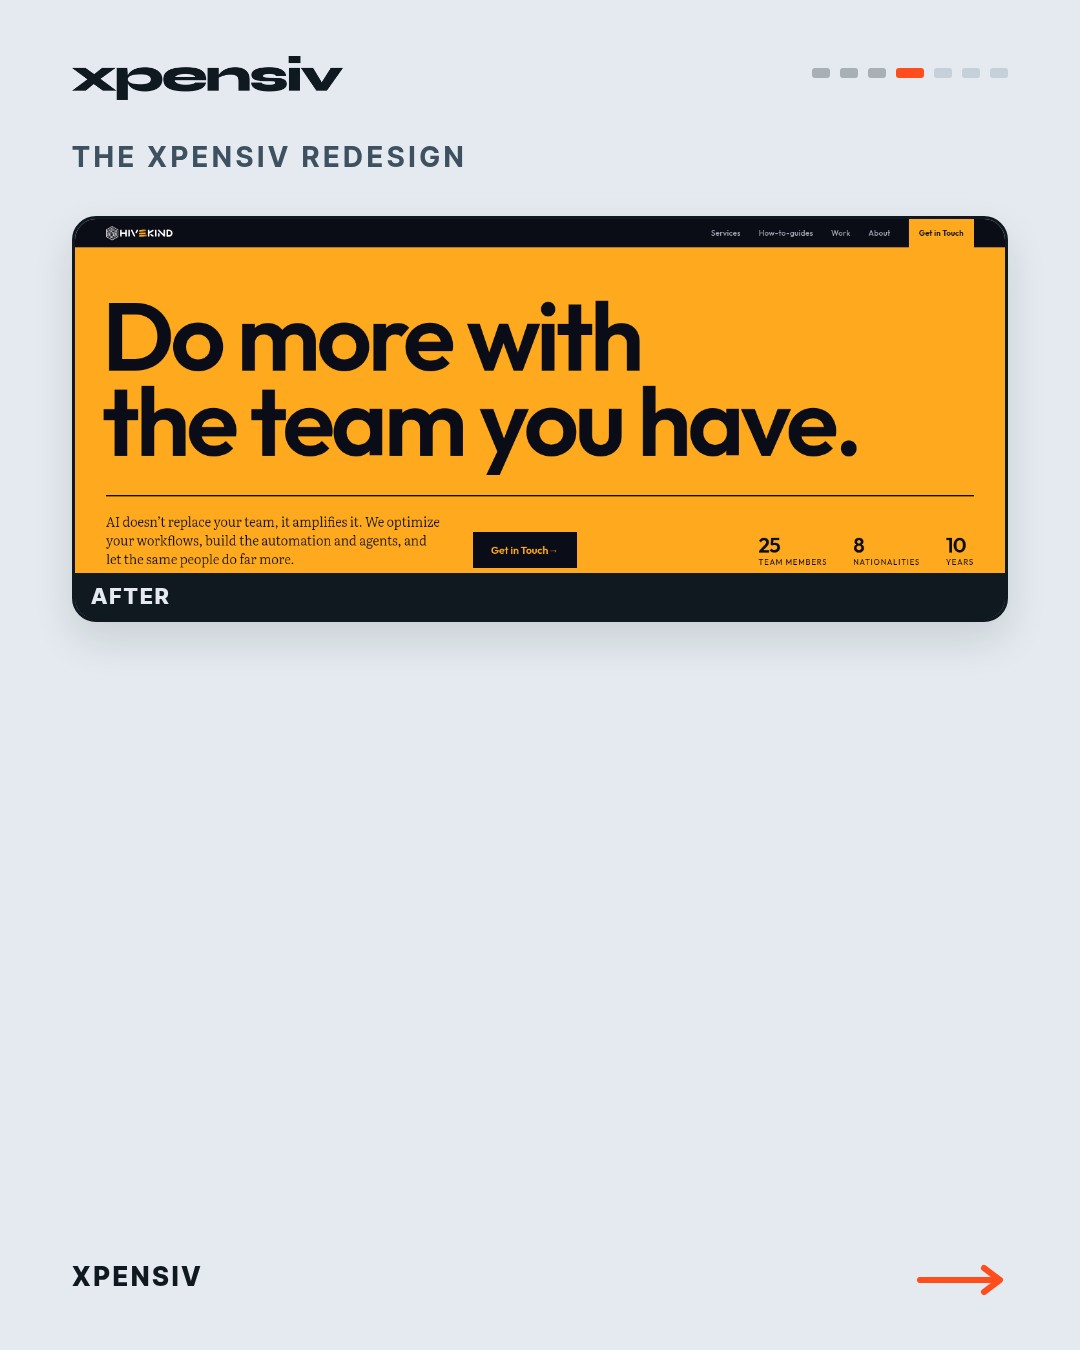 xpensiv
THE XPENSIV REDESIGN
HIVEKIND
Services
How-to-guides
Work
About
Get in Touch
Do more with
the team you have.
AI doesn't replace your team, it amplifies it. We optimize
your workflows, build the automation and agents, and
let the same people do far more.
Get in Touch→
25
TEAM MEMBERS
8
NATIONALITIES
10
YEARS
AFTER
XPENSIV